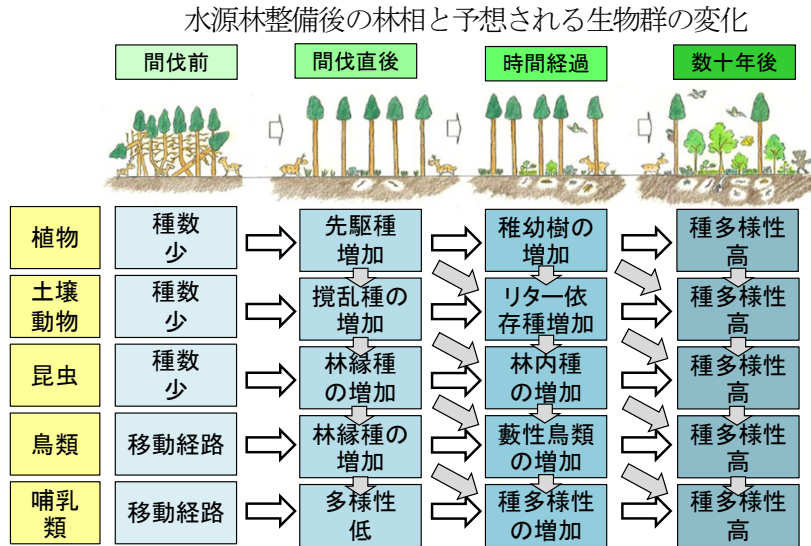 水源林整備後の林相と予想される生物群の変化
間伐前 間伐直後 時間経過 数十年後
植物
種数
少
先駆種
増加
稚幼樹の
増加
種多様性
高
土壌
動物
種数
少
撹乱種の
増加
リター依
存種増加
種多様性
高
昆虫
種数
少
林縁種
の増加
林内種
の増加
種多様性
高
鳥類
移動経路
林縁種の
増加
藪性鳥類
の増加
種多様性
高
哺乳
類
移動経路
多様性
低
種多様性
の増加
種多様性
高